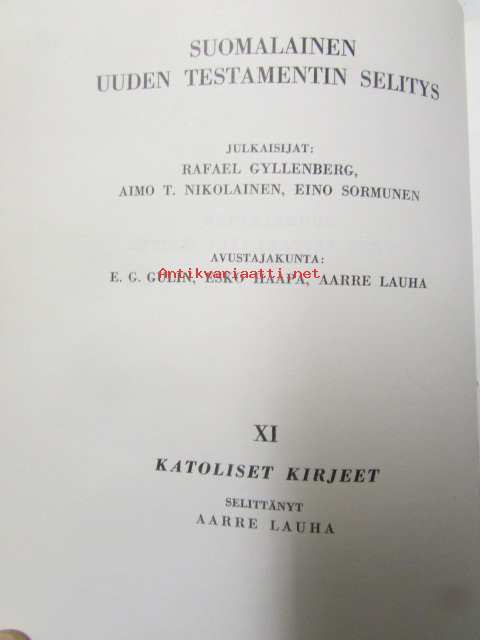 SUOMALAINEN
UUDEN TESTAMENTIN SELITYS
JULKAISIJAT:
RAFAEL GYLLENBERG,
AIMO T. NIKOLAINEN, EINO SORMUNEN
AVUSTAJAKUNTA:
Antikvariaatti.net
E. G. GULIN, ESKO HAAPA, AARRE LAUHA
XI
KATOLISET KIRJEET
SELITTÄNYT
AARRE LAUHA